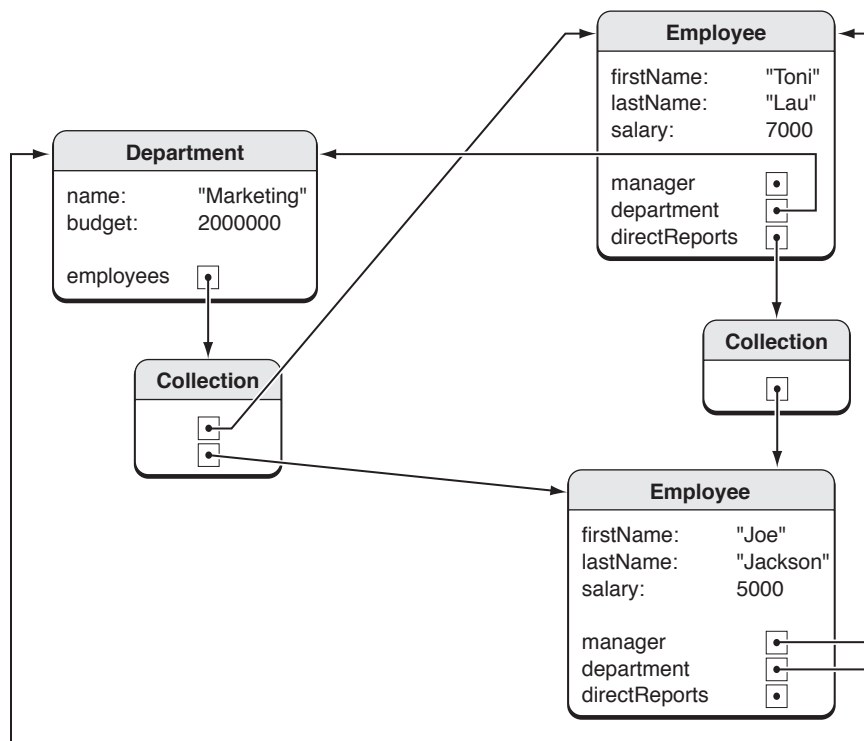 Employee
firstName: "Toni"
lastName: "Lau"
salary: 7000
manager
department
directReports
Department
name: "Marketing"
budget: 2000000
employees
Collection
Collection
Employee
firstName: "Joe"
lastName: "Jackson"
salary: 5000
manager
department
directReports